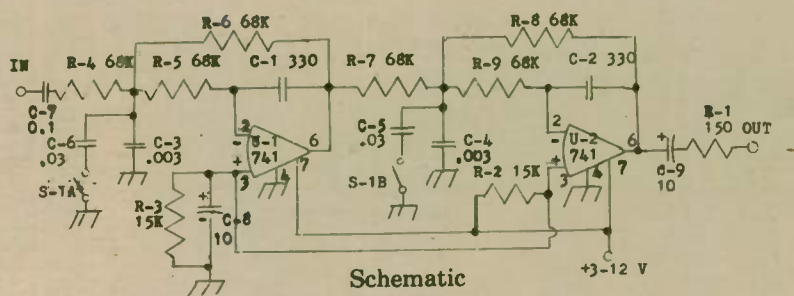 R-6 68K
R-8 68K
IN
R-4 68K
R-5 68K
C-1 330
R-7 68K
R-9 68K
C-2 330
C-7
0.1
C-6
.03
C-3
.003
2
-
U-1
741
+
3
6
7
4
C-5
.03
C-4
.003
2
-
U-2
741
+
3
6
7
4
+
C-9
10
R-1
150 OUT
S-1A
S-1B
R-2 15K
R-3
15K
+
-
C-8
10
+3-12 V
Schematic